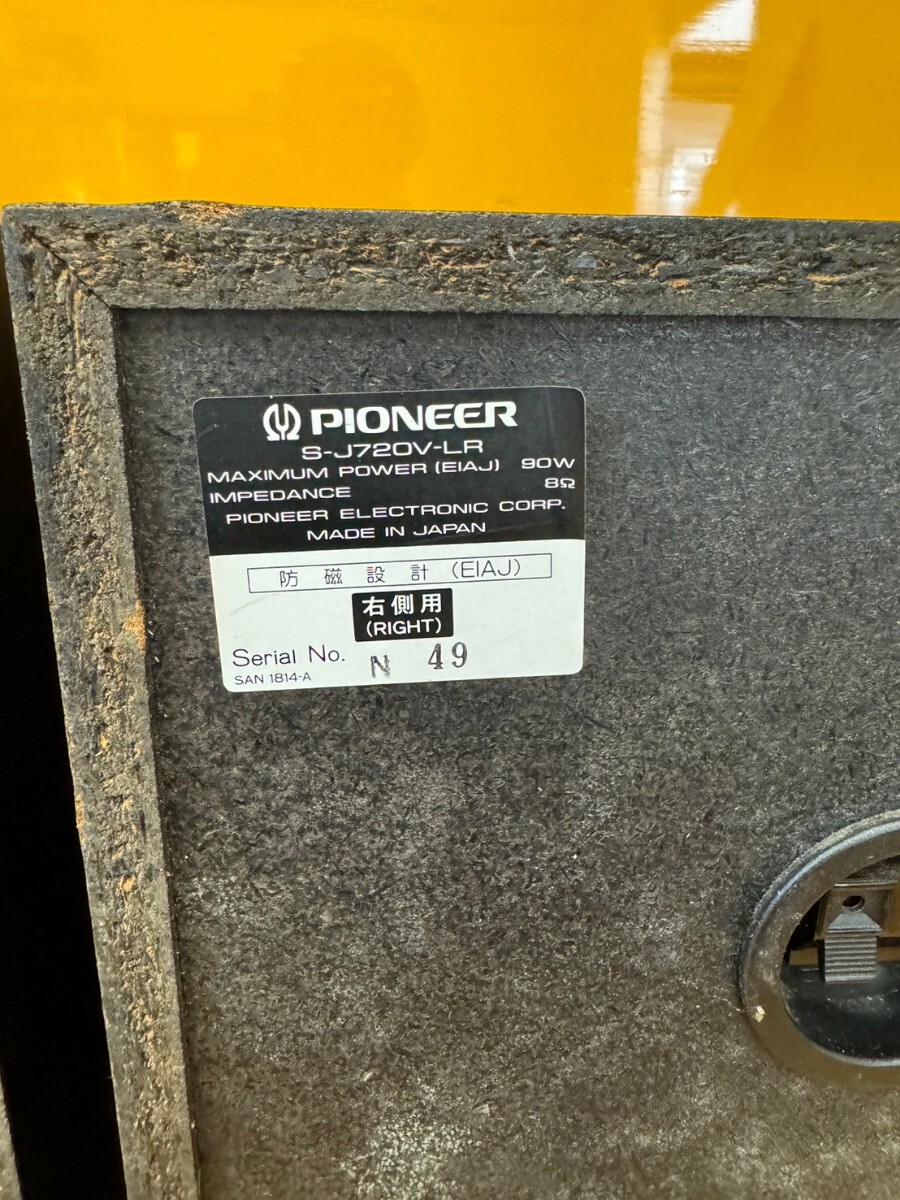 PIONEER
S-J720V-LR
MAXIMUM POWER (EIAJ) 90W
IMPEDANCE 8Ω
PIONEER ELECTRONIC CORP.
MADE IN JAPAN
防磁設計 (EIAJ)
右側用
(RIGHT)
Serial No. N 49
SAN 1814-A